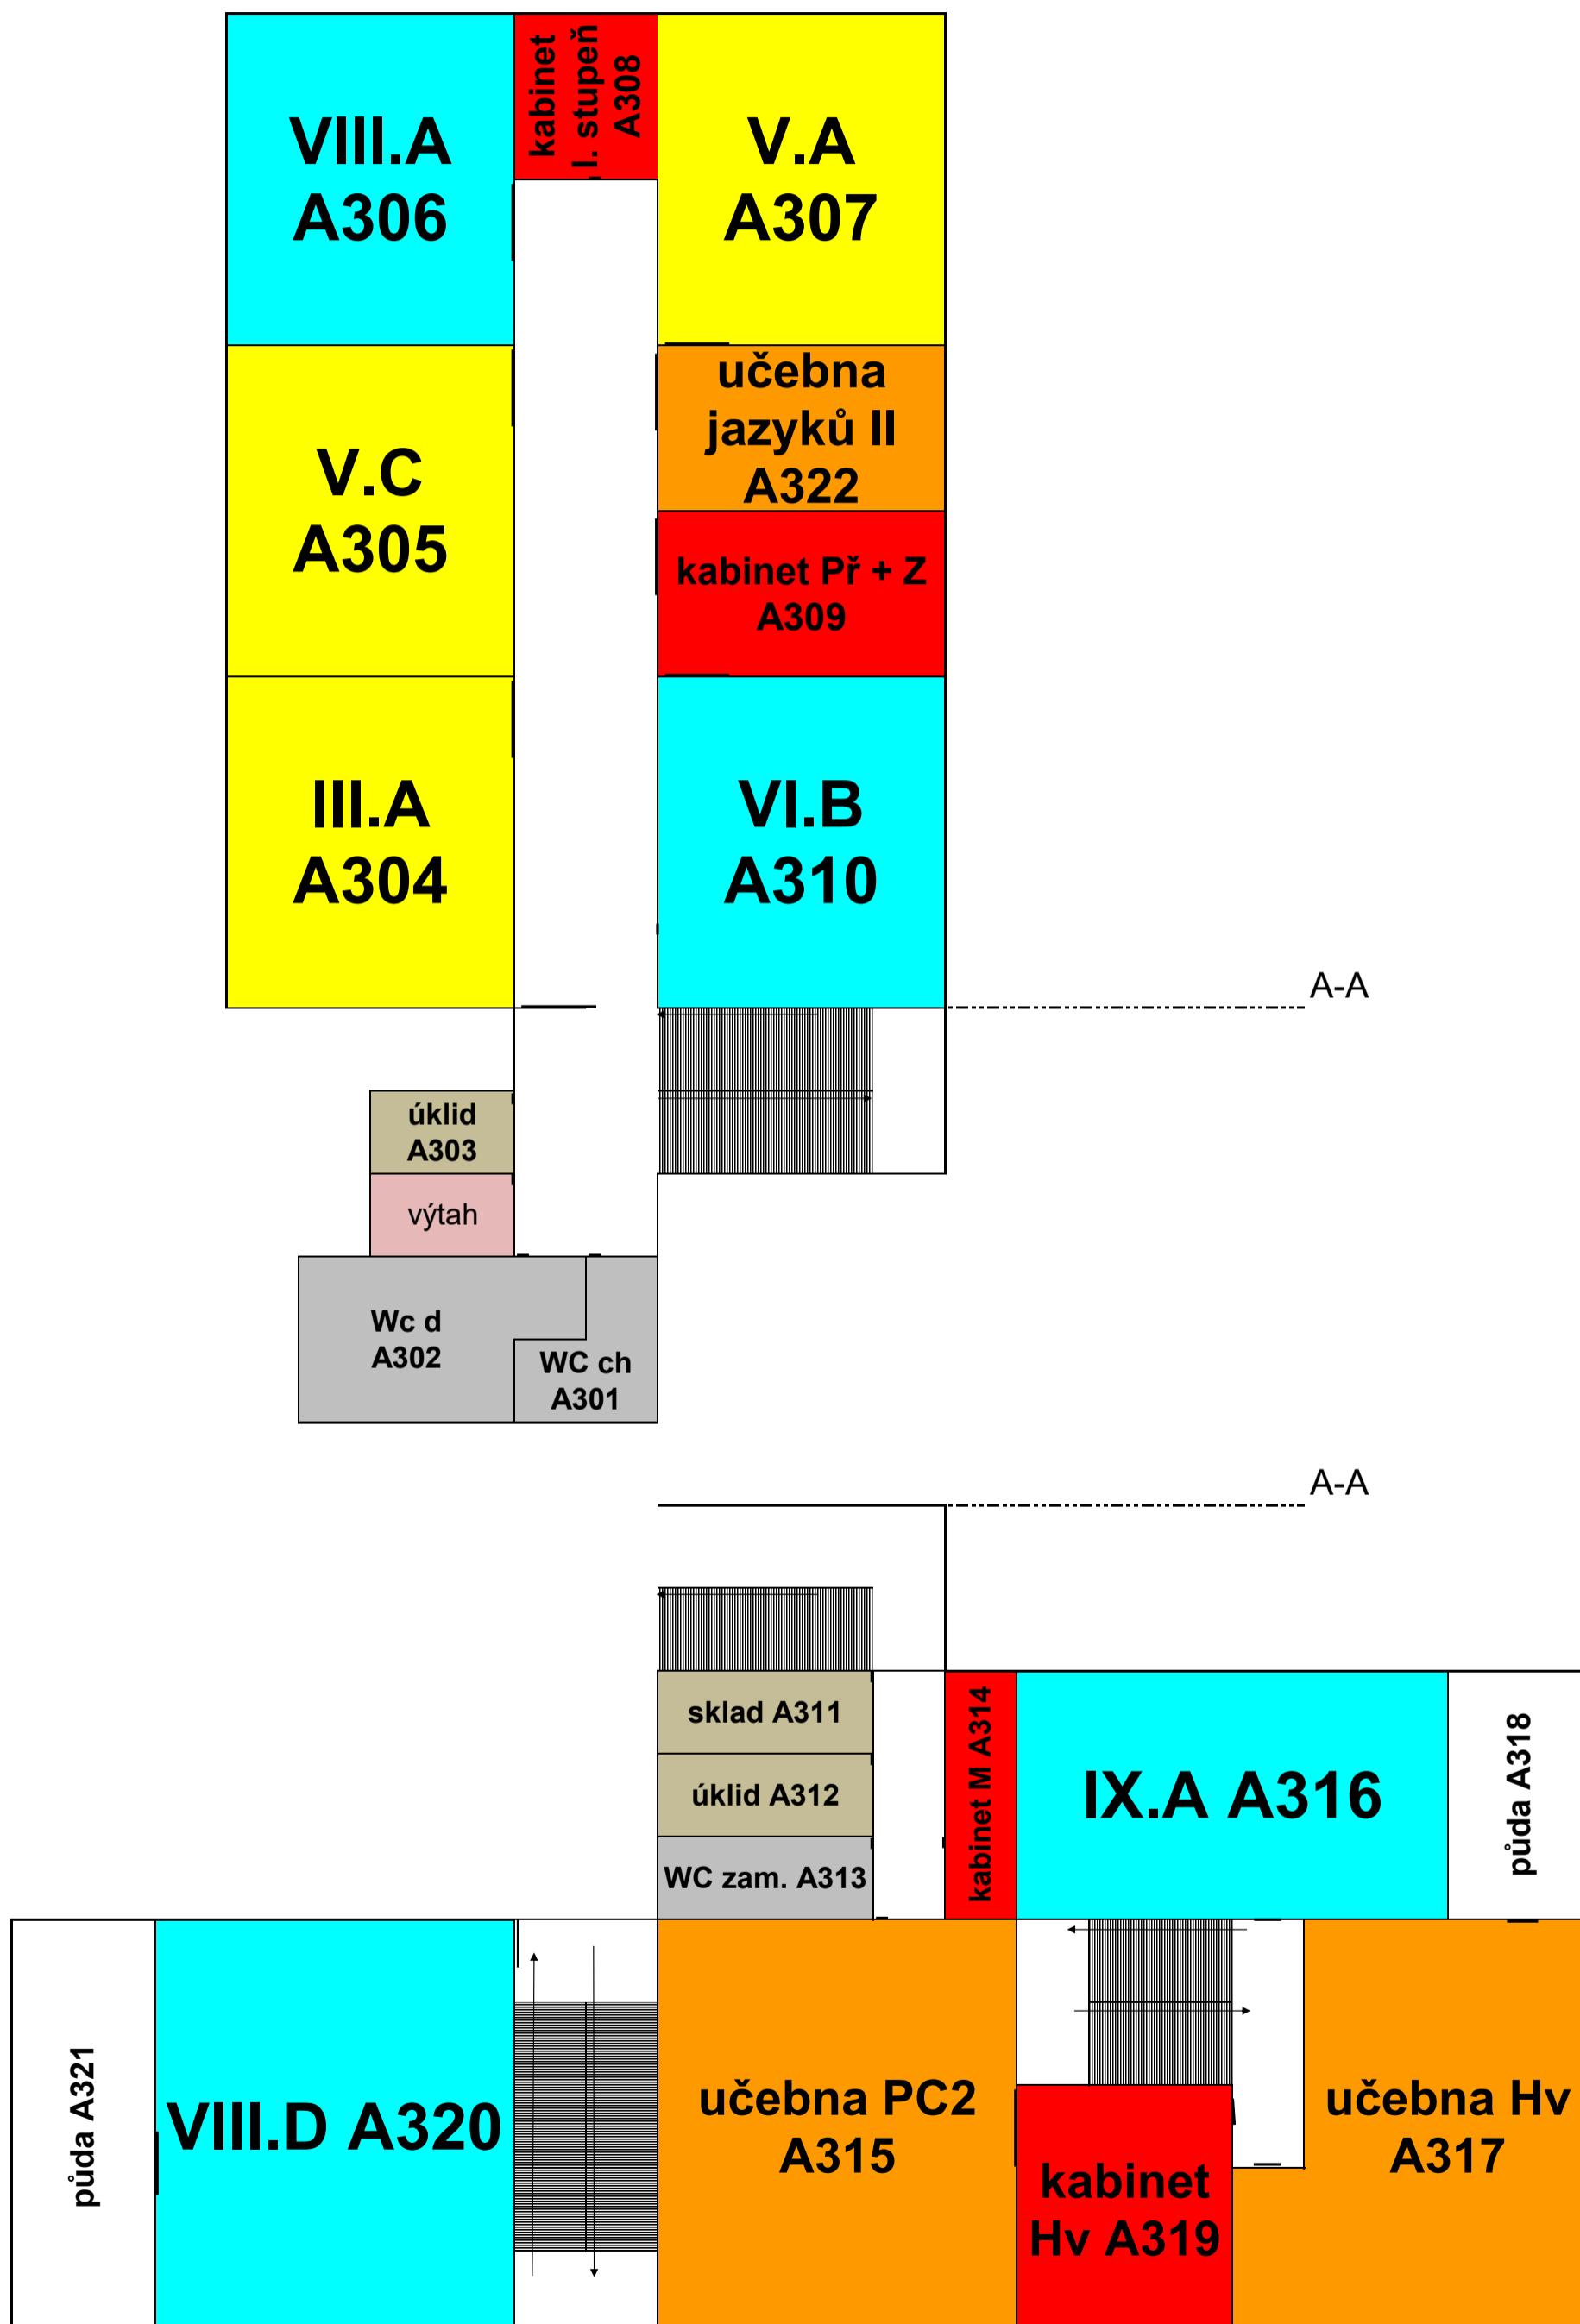 VIII.A
A306
kabinet
I. stupeň
A308
V.A
A307
V.C
A305
učebna
jazyků II
A322
kabinet Př + Z
A309
III.A
A304
VI.B
A310
A-A
úklid
A303
výtah
Wc d
A302
WC ch
A301
A-A
sklad A311
úklid A312
WC zam. A313
kabinet M A314
IX.A A316
půda A318
půda A321
VIII.D A320
učebna PC2
A315
kabinet
Hv A319
učebna Hv
A317